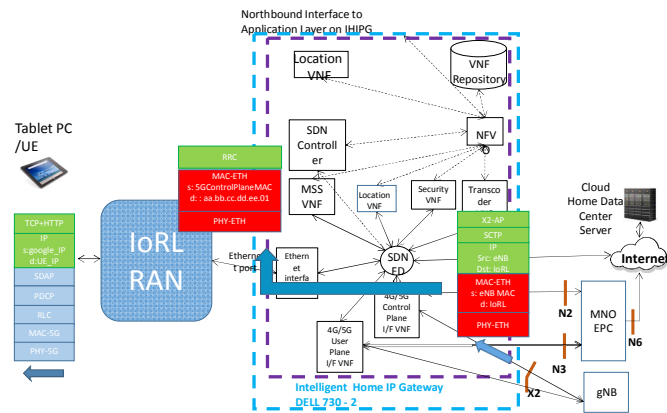 Northbound Interface to
Application Layer on IHIPG
Location
VNF
VNF
Repository
Tablet PC
/UE
SDN
Controll
er
NFV
RRC
MAC-ETH
s: 5GControlPlaneMAC
d: : aa.bb.cc.dd.ee.01
PHY-ETH
MSS
VNF
Location
VNF
Security
VNF
Transco
der
Cloud
Home Data
Center
Server
TCP+HTTP
IP
s:google_IP
d:UE_IP
SDAP
PDCP
RLC
MAC-5G
PHY-5G
IoRL
RAN
X2-AP
SCTP
IP
Src: eNB
Dst: IoRL
MAC-ETH
s: eNB MAC
d: IoRL
PHY-ETH
Etherne
t port
Ethern
et
interfa
SDN
FD
Internet
4G/5G
Control
Plane
I/F VNF
N2
MNO
EPC
N6
4G/5G
User
Plane
I/F VNF
N3
X2
gNB
Intelligent Home IP Gateway
DELL 730 - 2